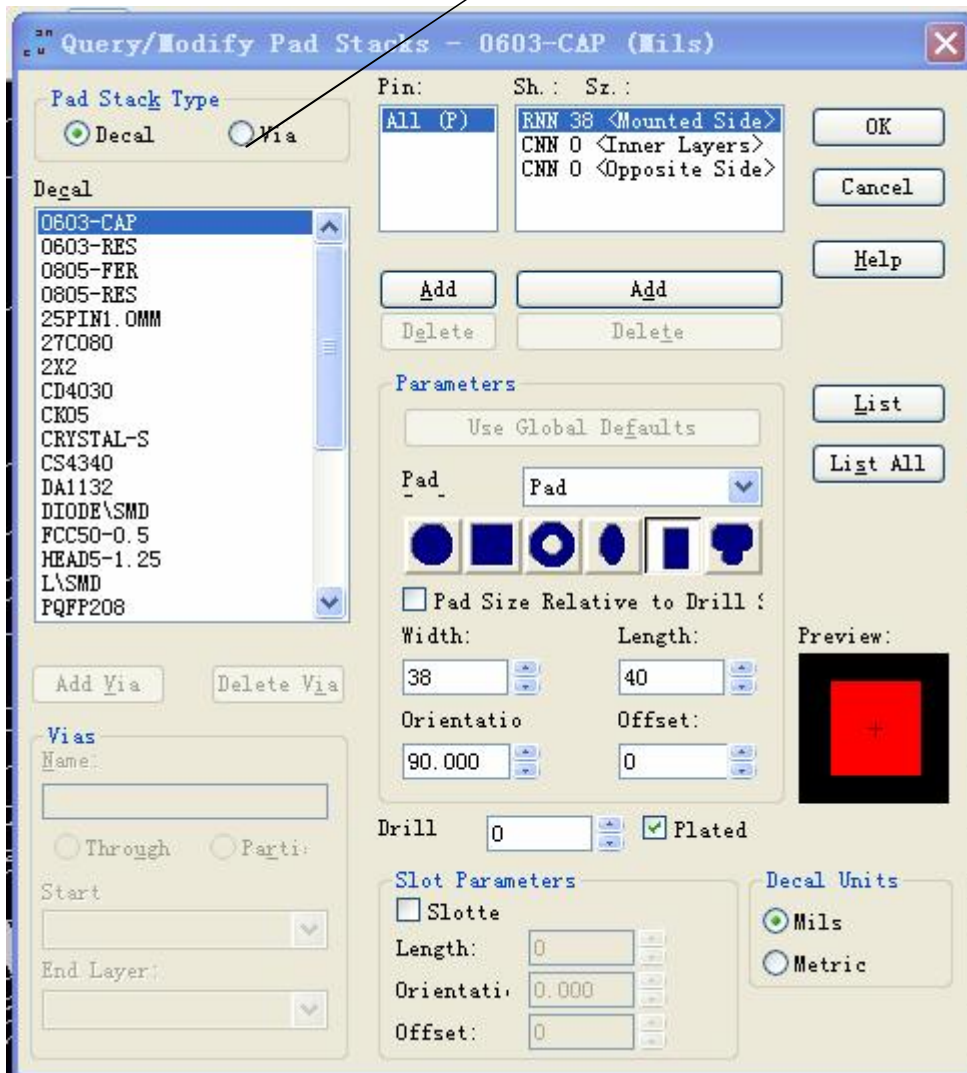 Query/Modify Pad Stacks - 0603-CAP (Mils)
Pad Stack Type
Decal
Via
Decal
0603-CAP
0603-RES
0805-FER
0805-RES
25PIN1.0MM
27C080
2X2
CD4030
CK05
CRYSTAL-S
CS4340
DA1132
DIODE\SMD
FCC50-0.5
HEAD5-1.25
L\SMD
PQFP208
Add Via
Delete Via
Vias
Name:
Through
Parti
Start
End Layer:
Pin:
All (P)
Add
Delete
Sh.: Sz.:
RNN 38 <Mounted Side>
CNN 0 <Inner Layers>
CNN 0 <Opposite Side>
Add
Delete
Parameters
Use Global Defaults
Pad
Pad
Pad Size Relative to Drill
Width:
Length:
38
40
Orientatio
Offset:
90.000
0
Drill
0
Plated
Slot Parameters
Slotte
Length:
0
Orientati
0.000
Offset:
0
OK
Cancel
Help
List
List All
Preview:
Decal Units
Mils
Metric